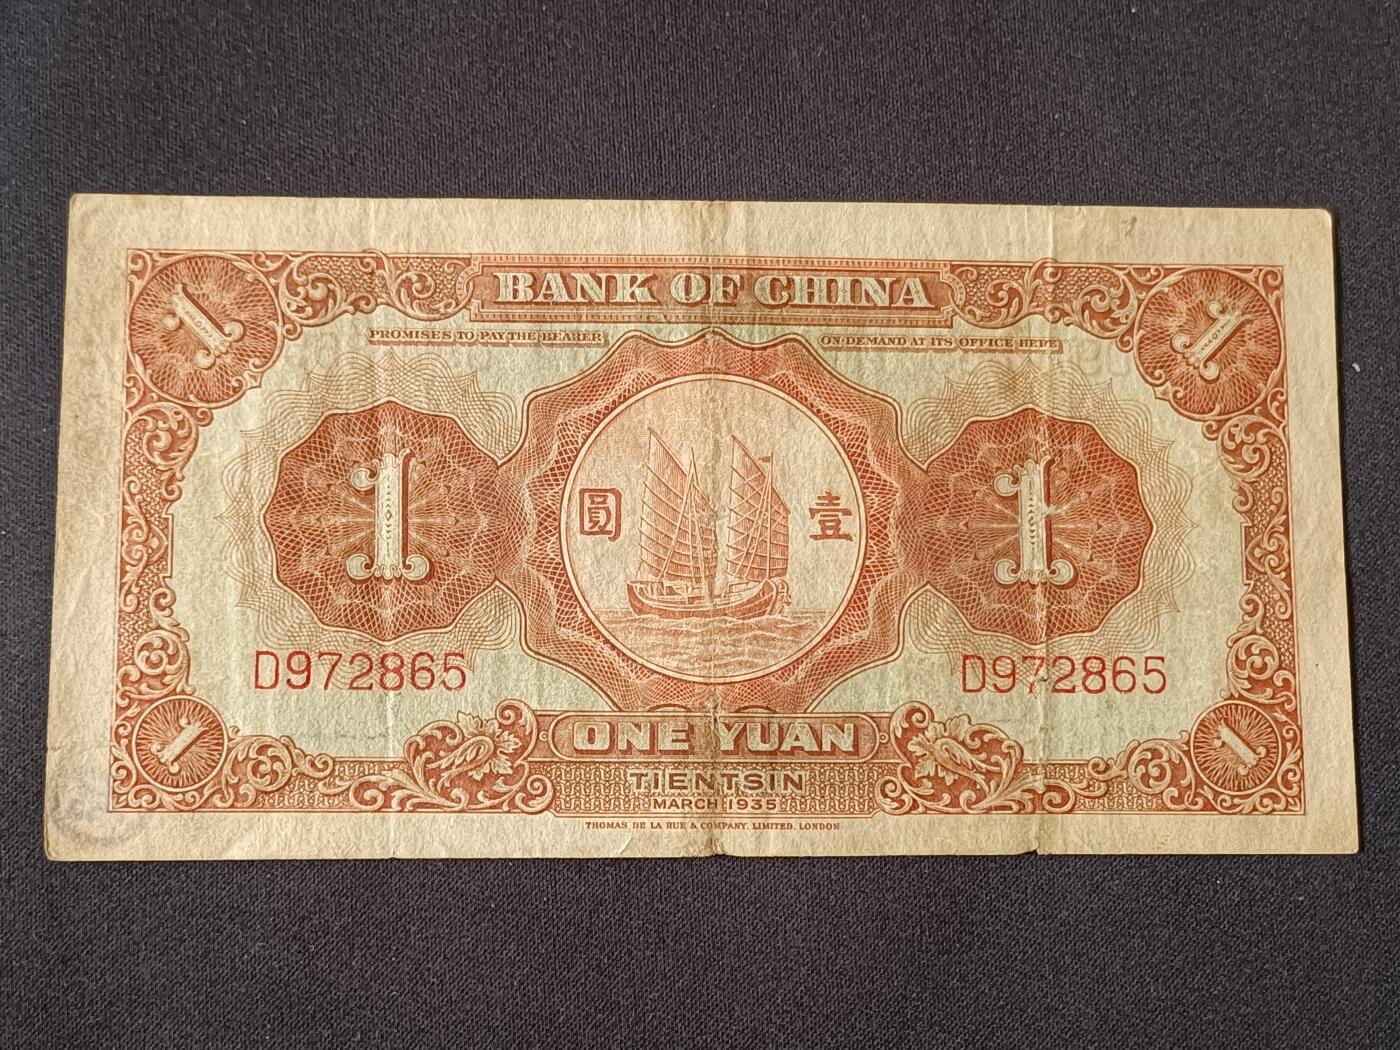 1 BANK OF CHINA 1
PROMISES TO PAY THE BEARER ON DEMAND AT ITS OFFICE HERE
1 圓 壹 1
D972865 D972865
1 ONE YUAN 1
TIENTSIN
MARCH 1935
THOMAS DE LA RUE & COMPANY, LIMITED, LONDON